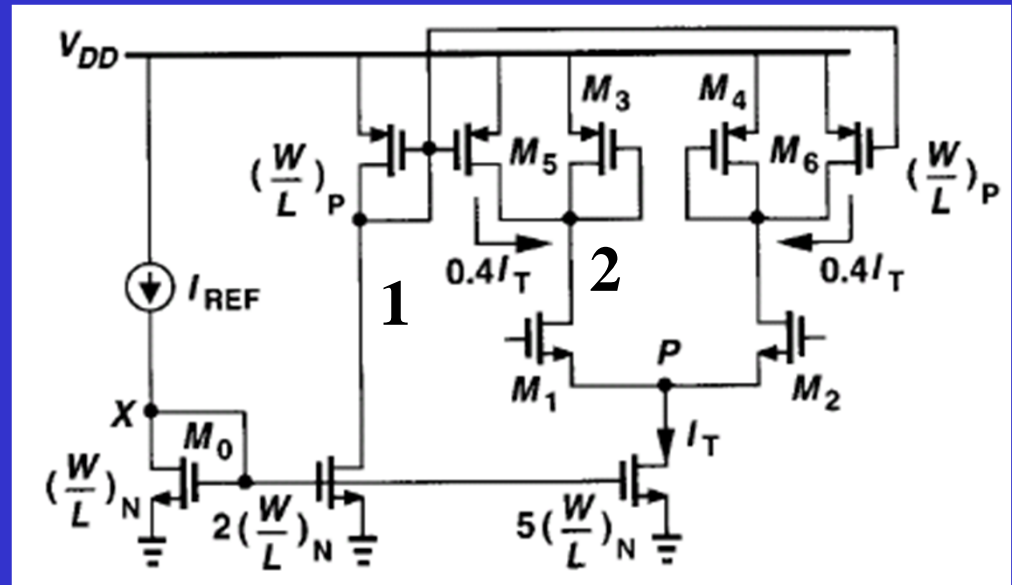 V_DD
M_3
M_4
M_5
M_6
(W/L)_P
(W/L)_P
0.4I_T
0.4I_T
I_REF
1
2
P
M_1
M_2
X
M_0
I_T
(W/L)_N
2(W/L)_N
5(W/L)_N